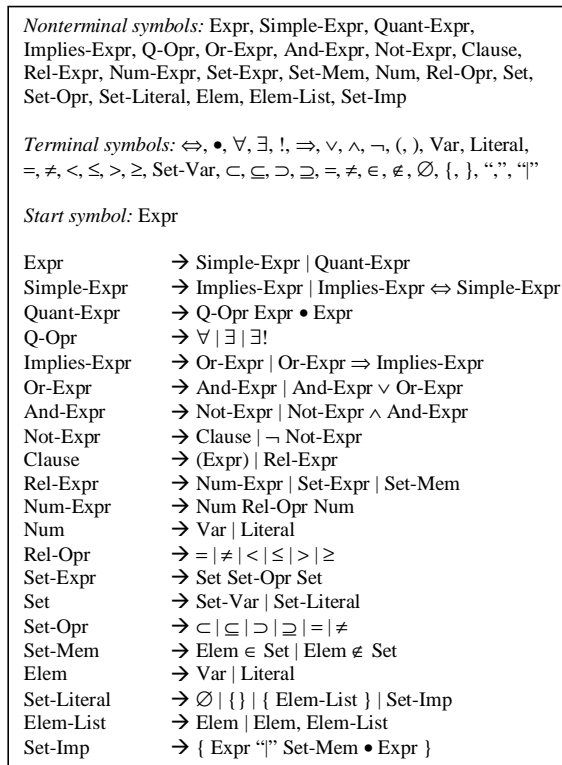 Nonterminal symbols: Expr, Simple-Expr, Quant-Expr,
Implies-Expr, Q-Opr, Or-Expr, And-Expr, Not-Expr, Clause,
Rel-Expr, Num-Expr, Set-Expr, Set-Mem, Num, Rel-Opr, Set,
Set-Opr, Set-Literal, Elem, Elem-List, Set-Imp
Terminal symbols: ⇔, •, ∀, ∃, !, ⇒, ∨, ∧, ¬, (, ), Var, Literal,
=, ≠, <, ≤, >, ≥, Set-Var, ⊂, ⊆, ⊃, ⊇, =, ≠, ∈, ∉, ∅, {, }, “,”, “|”
Start symbol: Expr
Expr → Simple-Expr | Quant-Expr
Simple-Expr → Implies-Expr | Implies-Expr ⇔ Simple-Expr
Quant-Expr → Q-Opr Expr • Expr
Q-Opr → ∀ | ∃ | ∃!
Implies-Expr → Or-Expr | Or-Expr ⇒ Implies-Expr
Or-Expr → And-Expr | And-Expr ∨ Or-Expr
And-Expr → Not-Expr | Not-Expr ∧ And-Expr
Not-Expr → Clause | ¬ Not-Expr
Clause → (Expr) | Rel-Expr
Rel-Expr → Num-Expr | Set-Expr | Set-Mem
Num-Expr → Num Rel-Opr Num
Num → Var | Literal
Rel-Opr → = | ≠ | < | ≤ | > | ≥
Set-Expr → Set Set-Opr Set
Set → Set-Var | Set-Literal
Set-Opr → ⊂ | ⊆ | ⊃ | ⊇ | = | ≠
Set-Mem → Elem ∈ Set | Elem ∉ Set
Elem → Var | Literal
Set-Literal → ∅ | {} | { Elem-List } | Set-Imp
Elem-List → Elem | Elem, Elem-List
Set-Imp → { Expr “|” Set-Mem • Expr }